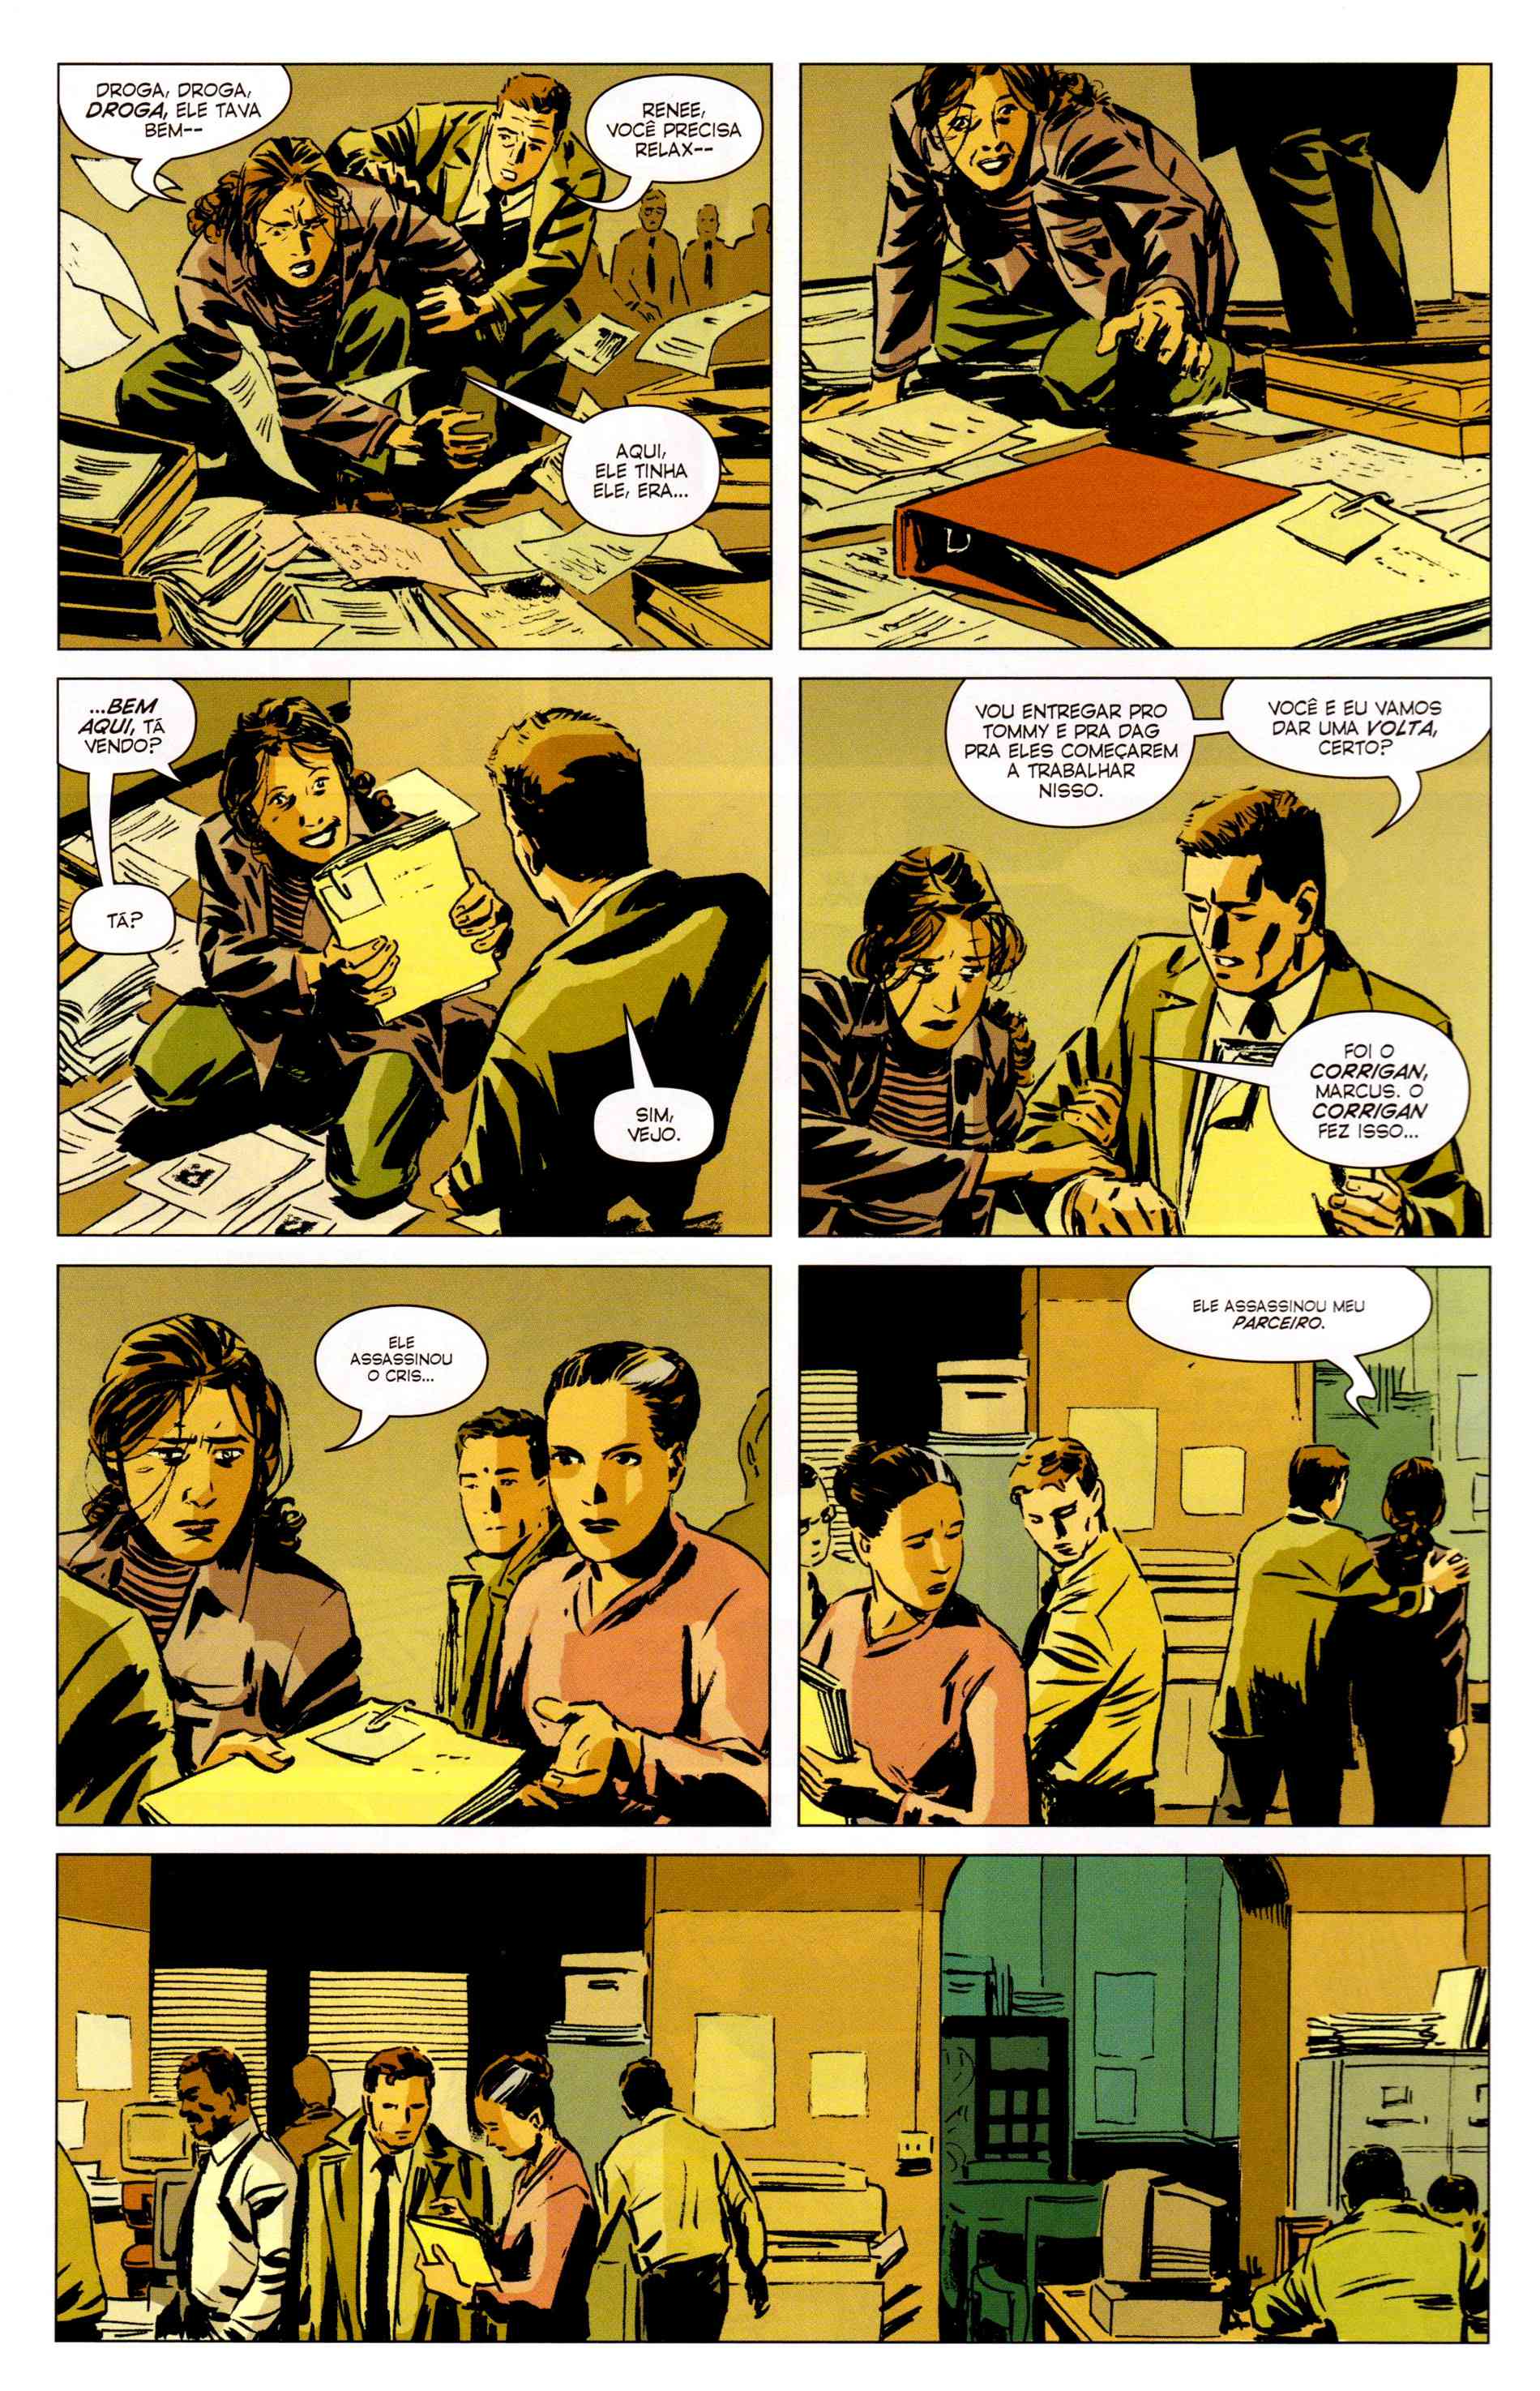 DROGA, DROGA,
DROGA, ELE TAVA
BEM--
RENEE,
VOCÊ PRECISA
RELAX--
AQUI,
ELE TINHA
ELE, ERA...
...BEM
AQUI, TÁ
VENDO?
TÁ?
SIM,
VEJO.
VOU ENTREGAR PRO
TOMMY E PRA DAG
PRA ELES COMEÇAREM
A TRABALHAR
NISSO.
VOCÊ E EU VAMOS
DAR UMA VOLTA,
CERTO?
FOI O
CORRIGAN,
MARCUS. O
CORRIGAN
FEZ ISSO...
ELE
ASSASSINOU
O CRIS...
ELE ASSASSINOU MEU
PARCEIRO.